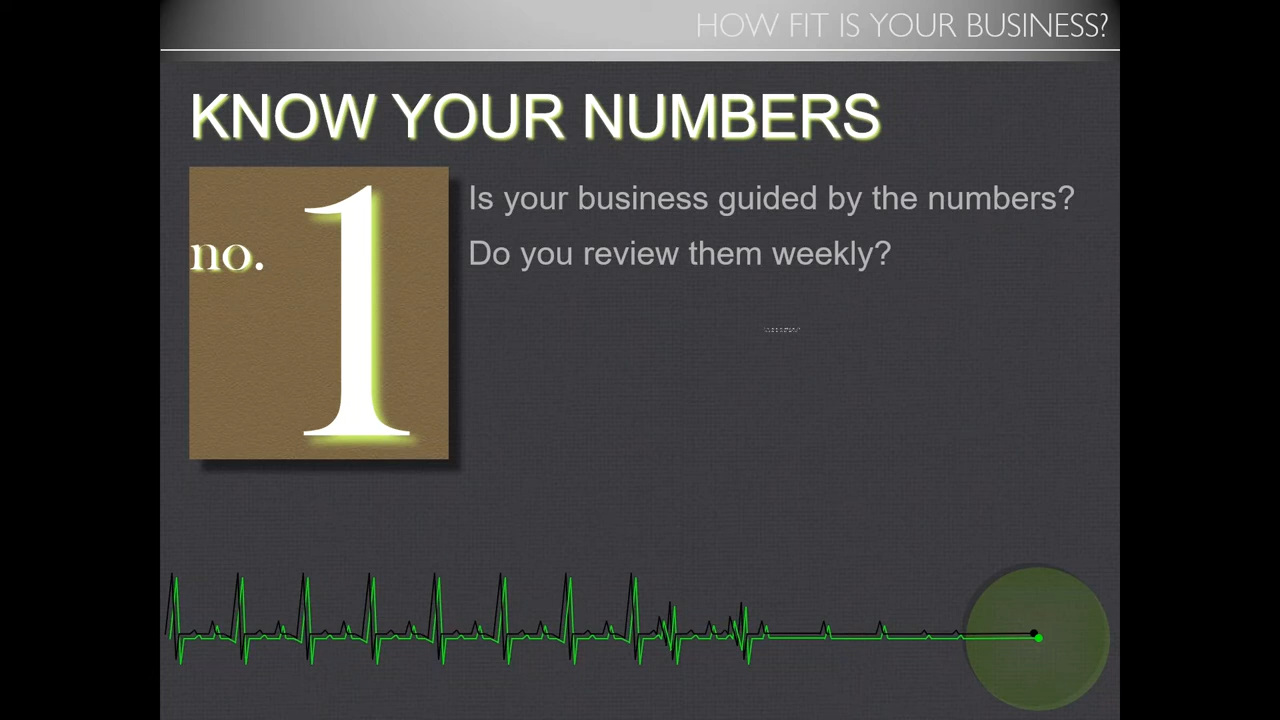 HOW FIT IS YOUR BUSINESS?
KNOW YOUR NUMBERS
no. 1
Is your business guided by the numbers?
Do you review them weekly?